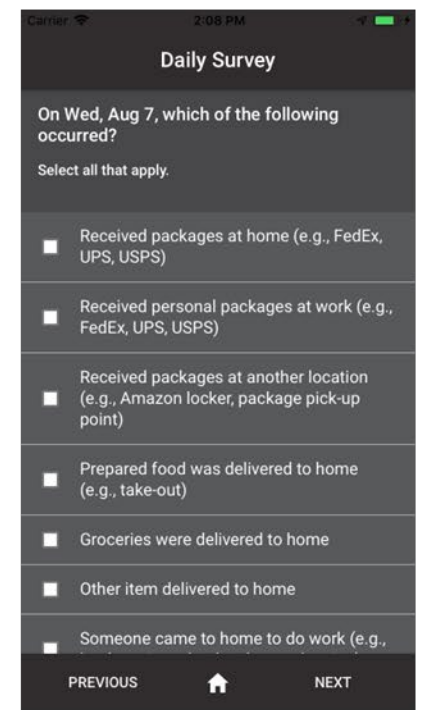 Carrier 2:08 PM
Daily Survey
On Wed, Aug 7, which of the following
occurred?
Select all that apply.
Received packages at home (e.g., FedEx,
UPS, USPS)
Received personal packages at work (e.g.,
FedEx, UPS, USPS)
Received packages at another location
(e.g., Amazon locker, package pick-up
point)
Prepared food was delivered to home
(e.g., take-out)
Groceries were delivered to home
Other item delivered to home
Someone came to home to do work (e.g.,
PREVIOUS NEXT